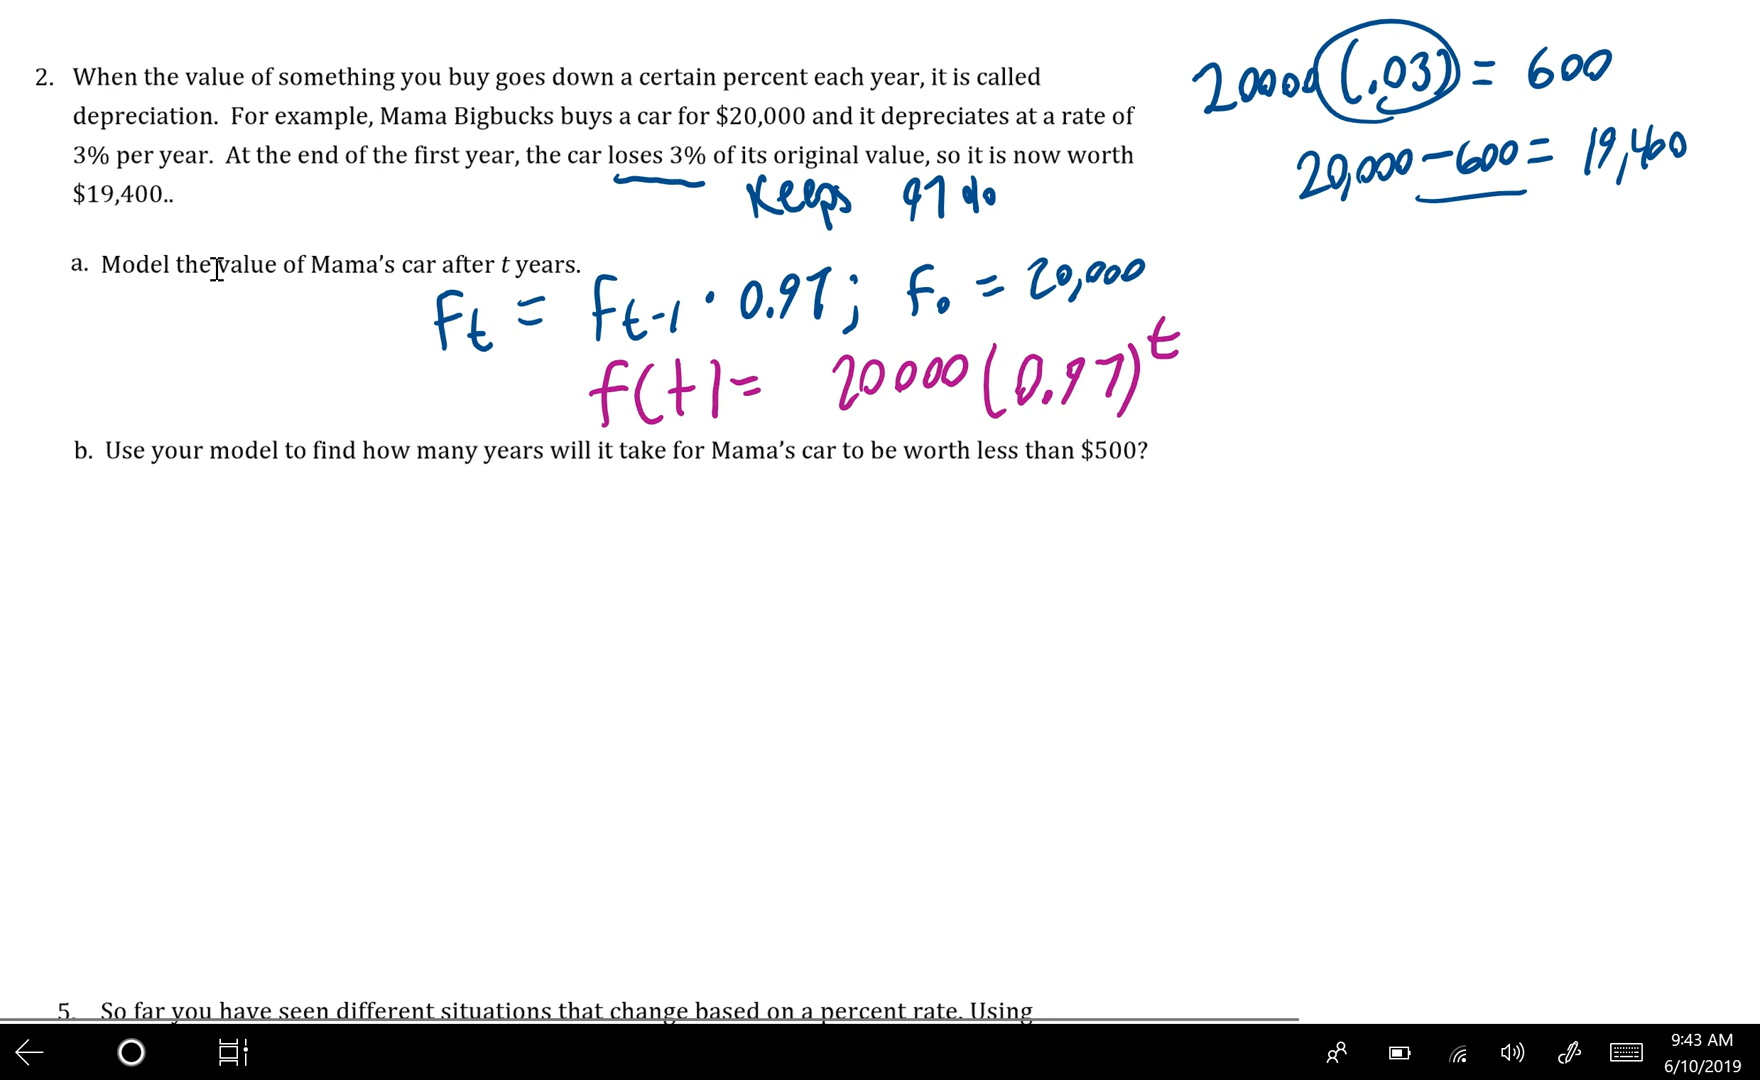 20000(.03) = 600
20,000 - 600 = 19,400
2. When the value of something you buy goes down a certain percent each year, it is called
depreciation. For example, Mama Bigbucks buys a car for $20,000 and it depreciates at a rate of
3% per year. At the end of the first year, the car loses 3% of its original value, so it is now worth
$19,400..
Keeps 97%
a. Model the value of Mama’s car after t years.
Ft = Ft-1 · 0.97; F0 = 20,000
f(t) = 20000(0.97)^t
b. Use your model to find how many years will it take for Mama’s car to be worth less than $500?
5. So far you have seen different situations that change based on a percent rate. Using
9:43 AM
6/10/2019